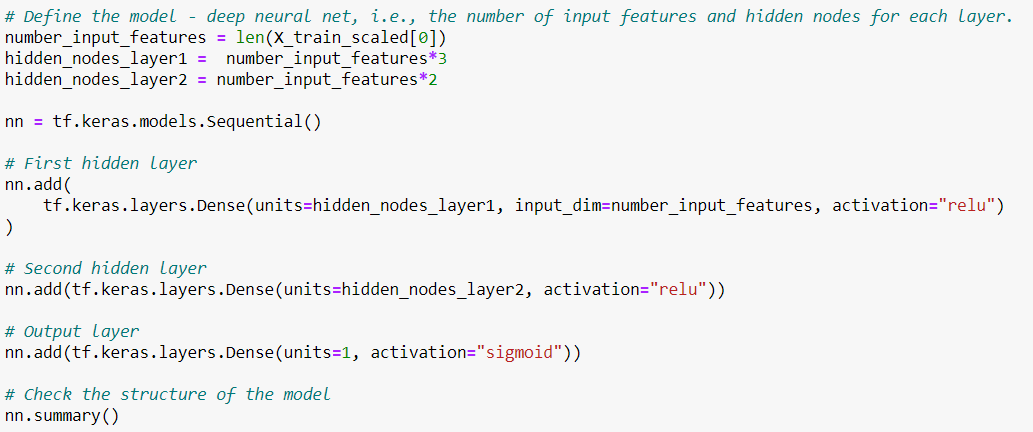 # Define the model - deep neural net, i.e., the number of input features and hidden nodes for each layer.
number_input_features = len(X_train_scaled[0])
hidden_nodes_layer1 =  number_input_features*3
hidden_nodes_layer2 = number_input_features*2

nn = tf.keras.models.Sequential()

# First hidden layer
nn.add(
    tf.keras.layers.Dense(units=hidden_nodes_layer1, input_dim=number_input_features, activation="relu")
)

# Second hidden layer
nn.add(tf.keras.layers.Dense(units=hidden_nodes_layer2, activation="relu"))

# Output layer
nn.add(tf.keras.layers.Dense(units=1, activation="sigmoid"))

# Check the structure of the model
nn.summary()